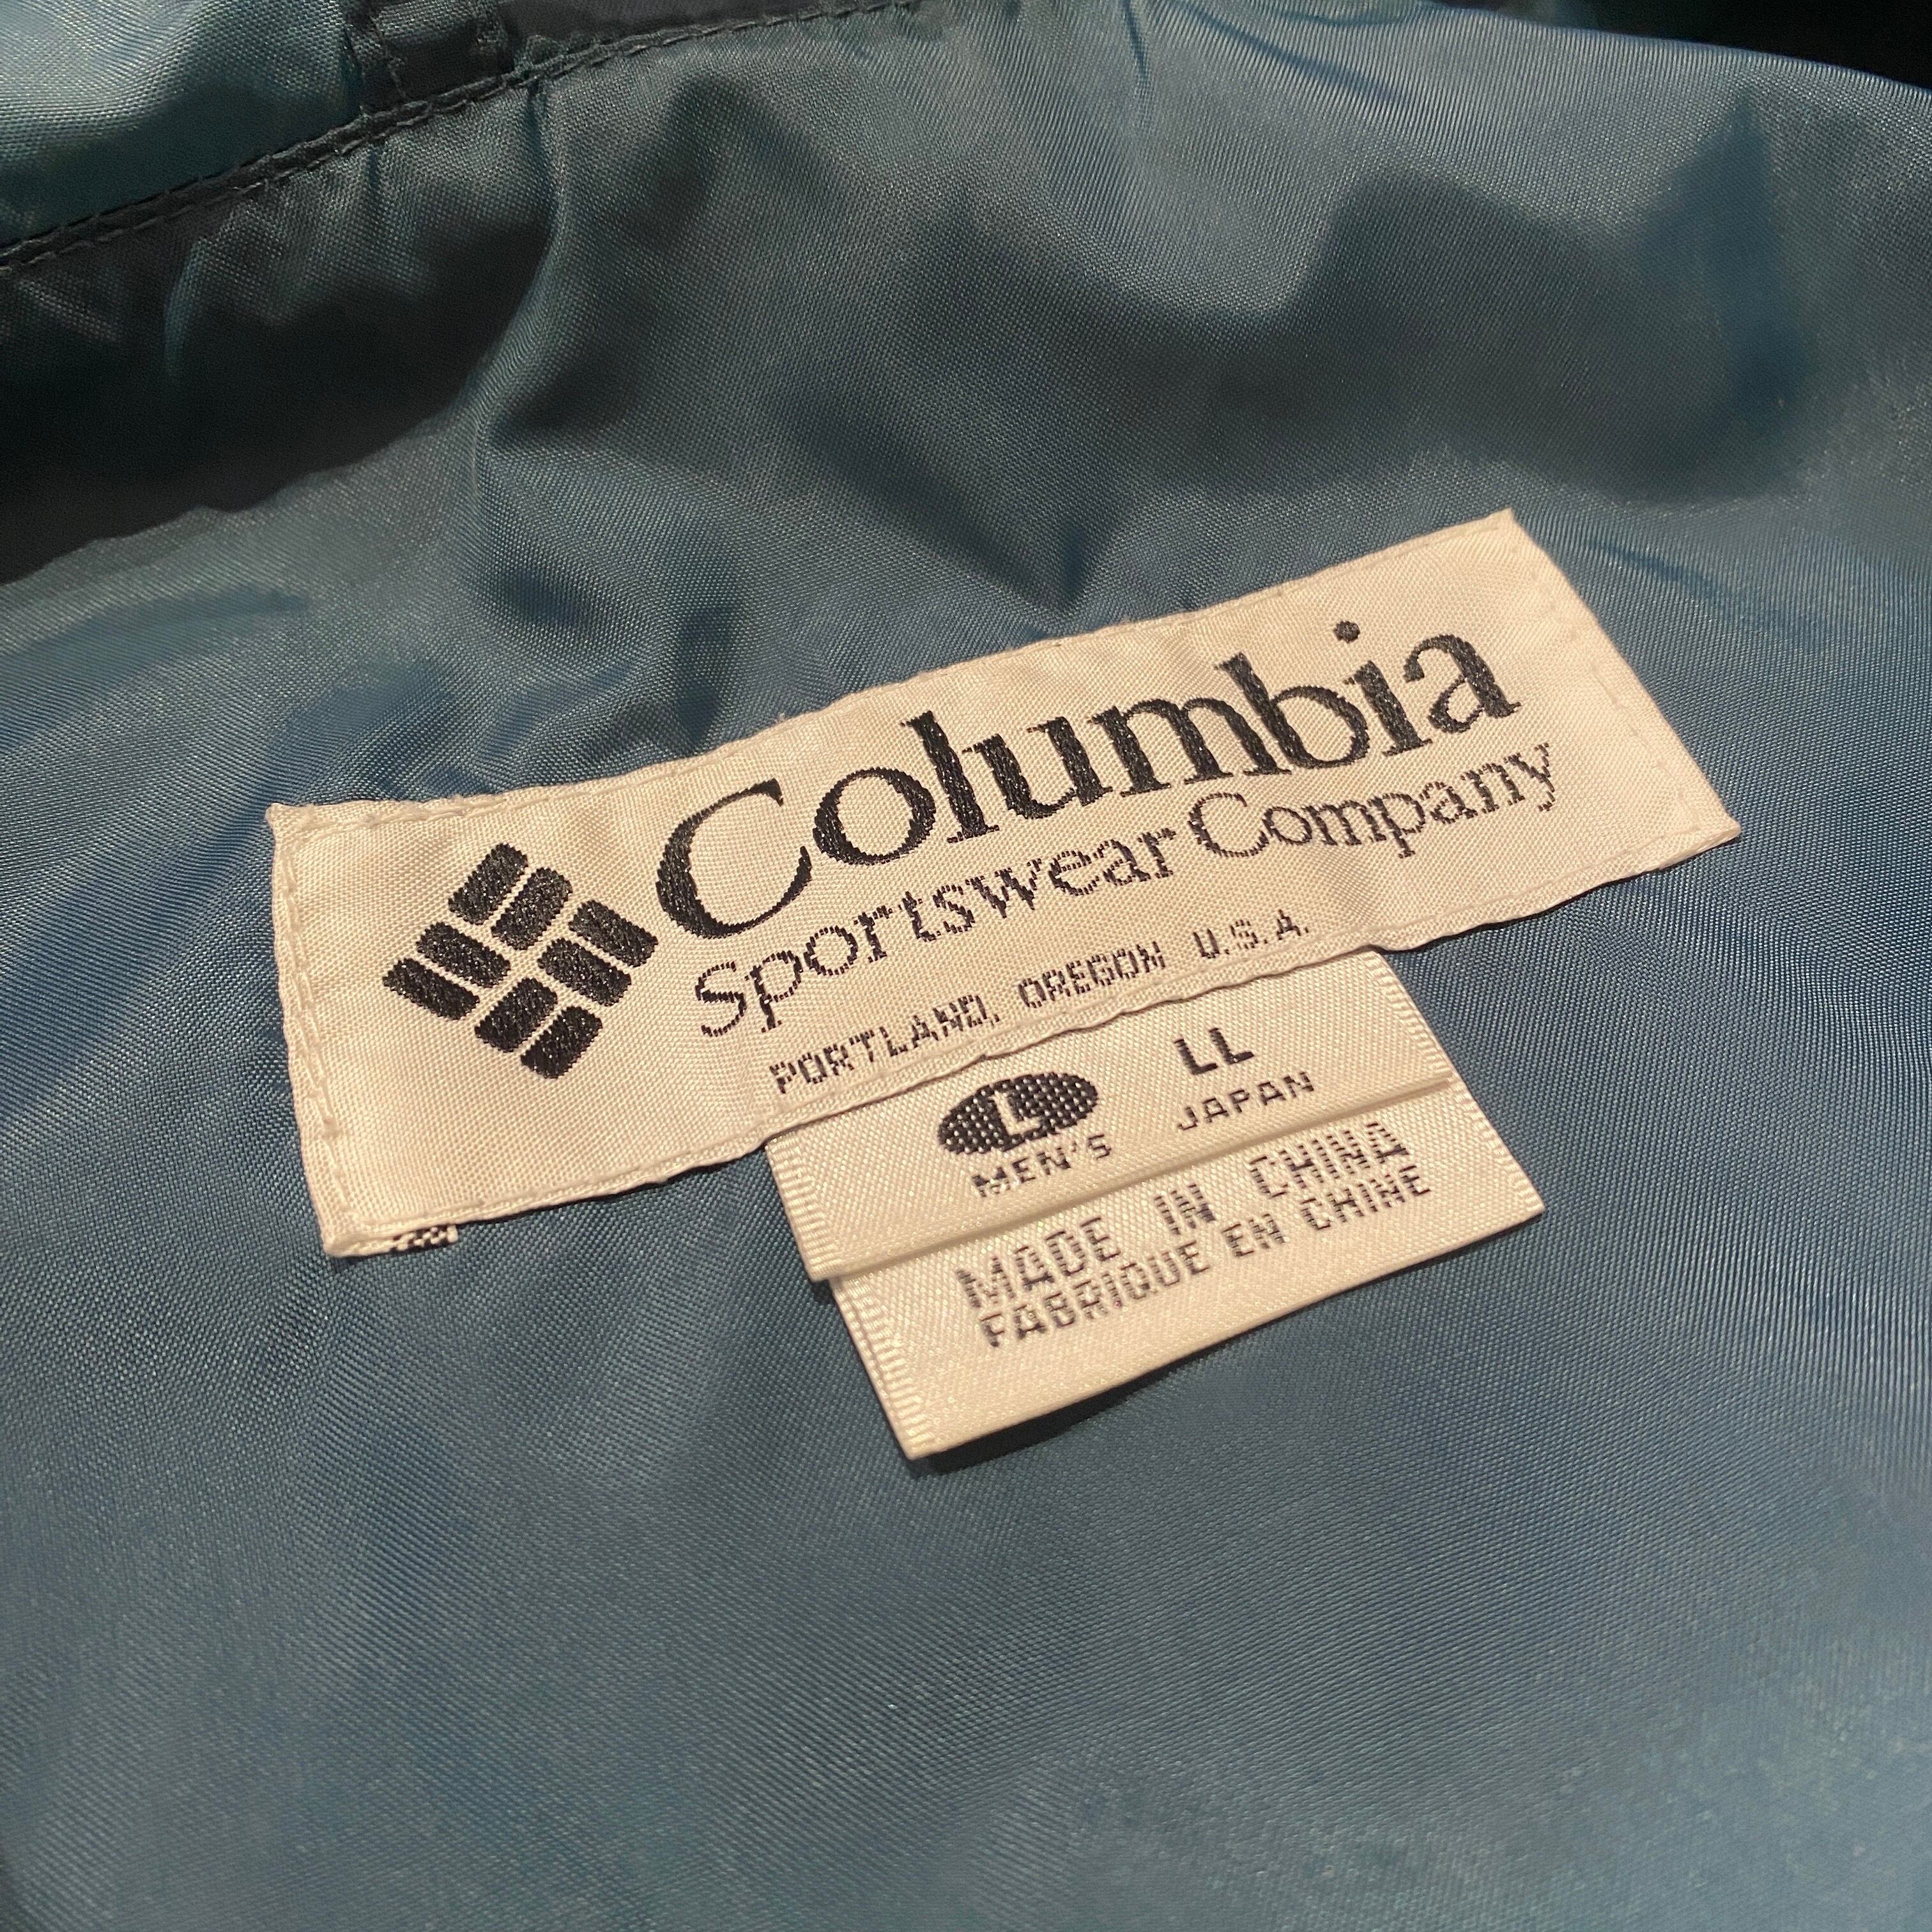 Columbia
Sportswear Company
PORTLAND, OREGON U.S.A.
L LL
MEN'S JAPAN
MADE IN CHINA
FABRIQUE EN CHINE